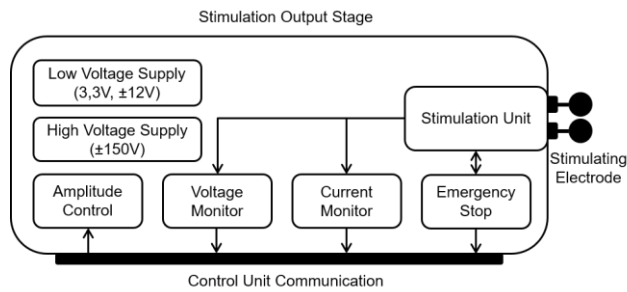 Stimulation Output Stage
Low Voltage Supply
(3,3V, ±12V)
High Voltage Supply
(±150V)
Stimulation Unit
Stimulating
Electrode
Amplitude
Control
Voltage
Monitor
Current
Monitor
Emergency
Stop
Control Unit Communication